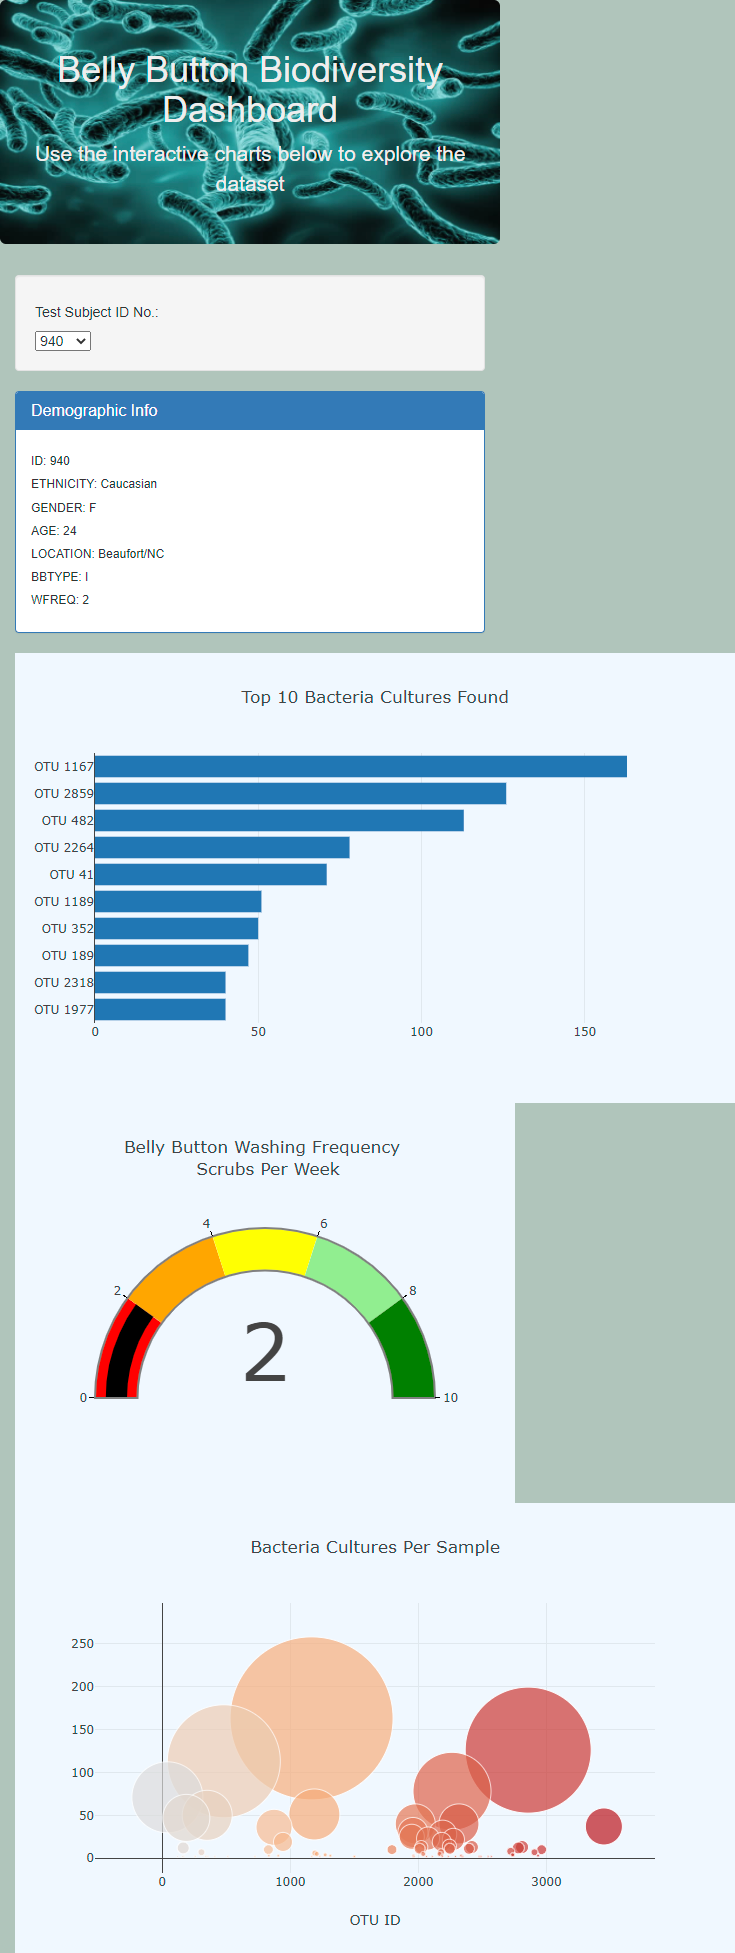 Belly Button Biodiversity
Dashboard
Use the interactive charts below to explore the
dataset
Test Subject ID No.:
940
Demographic Info
ID: 940
ETHNICITY: Caucasian
GENDER: F
AGE: 24
LOCATION: Beaufort/NC
BBTYPE: I
WFREQ: 2
Top 10 Bacteria Cultures Found
OTU 1167
OTU 2859
OTU 482
OTU 2264
OTU 41
OTU 1189
OTU 352
OTU 189
OTU 2318
OTU 1977
0 50 100 150
Belly Button Washing Frequency
Scrubs Per Week
4 6
2 8
2
0 10
Bacteria Cultures Per Sample
250
200
150
100
50
0
0 1000 2000 3000
OTU ID